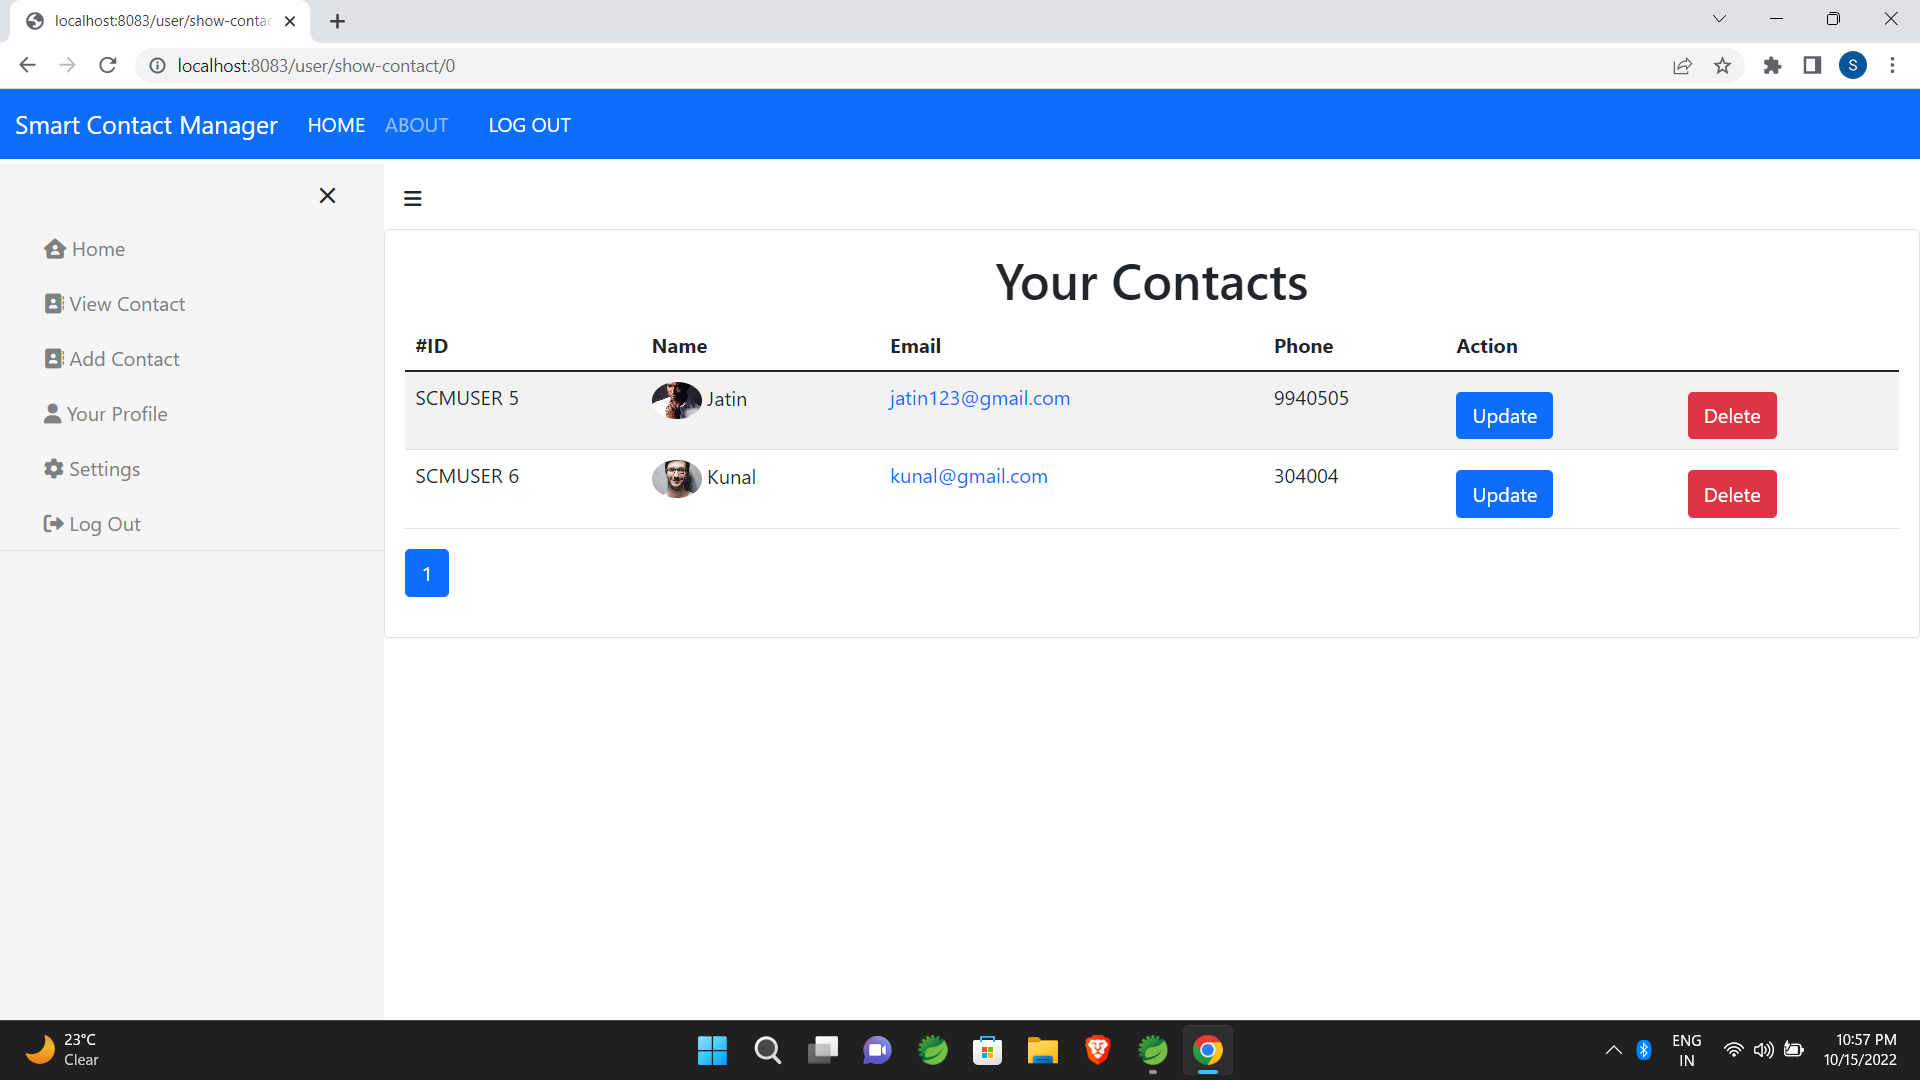 localhost:8083/user/show-contac
localhost:8083/user/show-contact/0
S
Smart Contact Manager HOME ABOUT LOG OUT
Home
View Contact
Add Contact
Your Profile
Settings
Log Out
Your Contacts
#ID Name Email Phone Action
SCMUSER 5 Jatin jatin123@gmail.com 9940505 Update Delete
SCMUSER 6 Kunal kunal@gmail.com 304004 Update Delete
1
23°C
Clear
ENG
IN
10:57 PM
10/15/2022